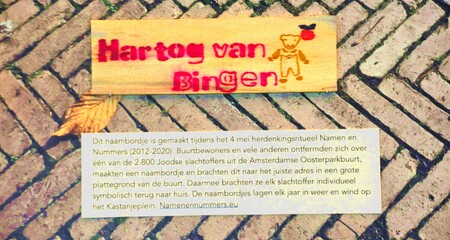 Hartog van
Bingen
Dit naambordje is gemaakt tijdens het 4 mei herdenkingsritueel Namen en
Nummers (2012-2020). Buurtbewoners en vele anderen ontfermden zich over
één van de 2.800 Joodse slachtoffers uit de Amsterdamse Oosterparkbuurt,
maakten een naambordje en brachten dit naar het juiste adres in een grote
plattegrond van de buurt. Daarmee brachten ze elk slachtoffer individueel
symbolisch terug naar huis. De naambordjes lagen elk jaar in weer en wind op
het Kastanjeplein. Namenennummers.eu